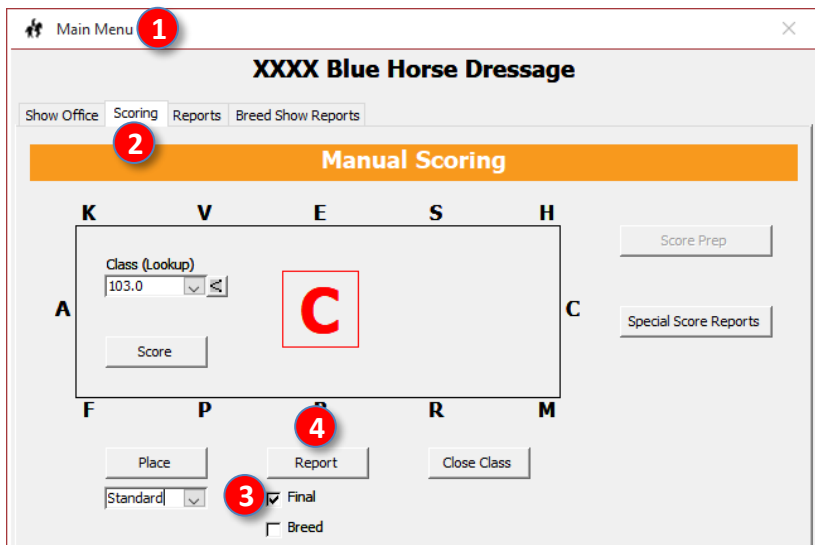 Main Menu 1
XXXX Blue Horse Dressage
Show Office Scoring Reports Breed Show Reports
2
Manual Scoring
K V E S H
Score Prep
Class (Lookup)
103.0 <
C
A C
Special Score Reports
Score
F P R M
4
Place Report Close Class
Standard 3 Final
Breed